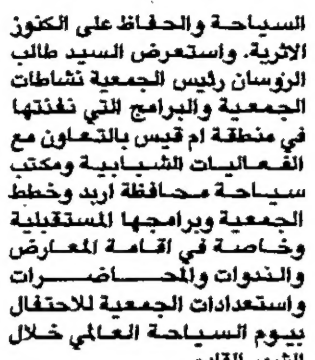 السياحة والحفاظ على الكنوز
الاثرية. واستعرض السيد طالب
الروسان رئيس الجمعية نشاطات
الجمعية والبرامج التي نفذتها
في منطقة ام قيس بالتعاون مع
الفعاليات الشبابية ومكتب
سياحة محافظة اربد وخطط
الجمعية وبرامجها المستقبلية
وخاصة في اقامة المعارض
والندوات والمحاضرات
واستعدادات الجمعية للاحتفال
بيوم السياحة العالمي خلال
الشهر القادم